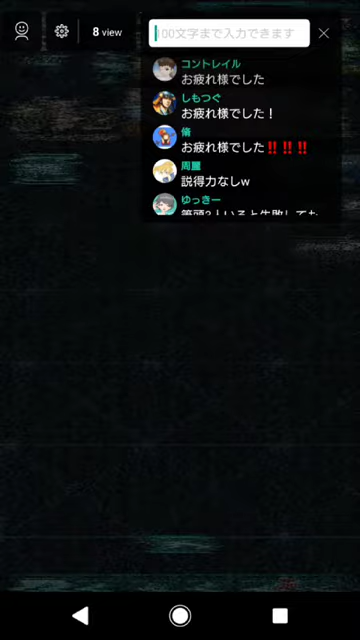 8 view
100文字まで入力できます
コントレイル
お疲れ様でした
しもつぐ
お疲れ様でした！
脩
お疲れ様でした‼️‼️‼️
周麗
説得力なしw
ゆっきー